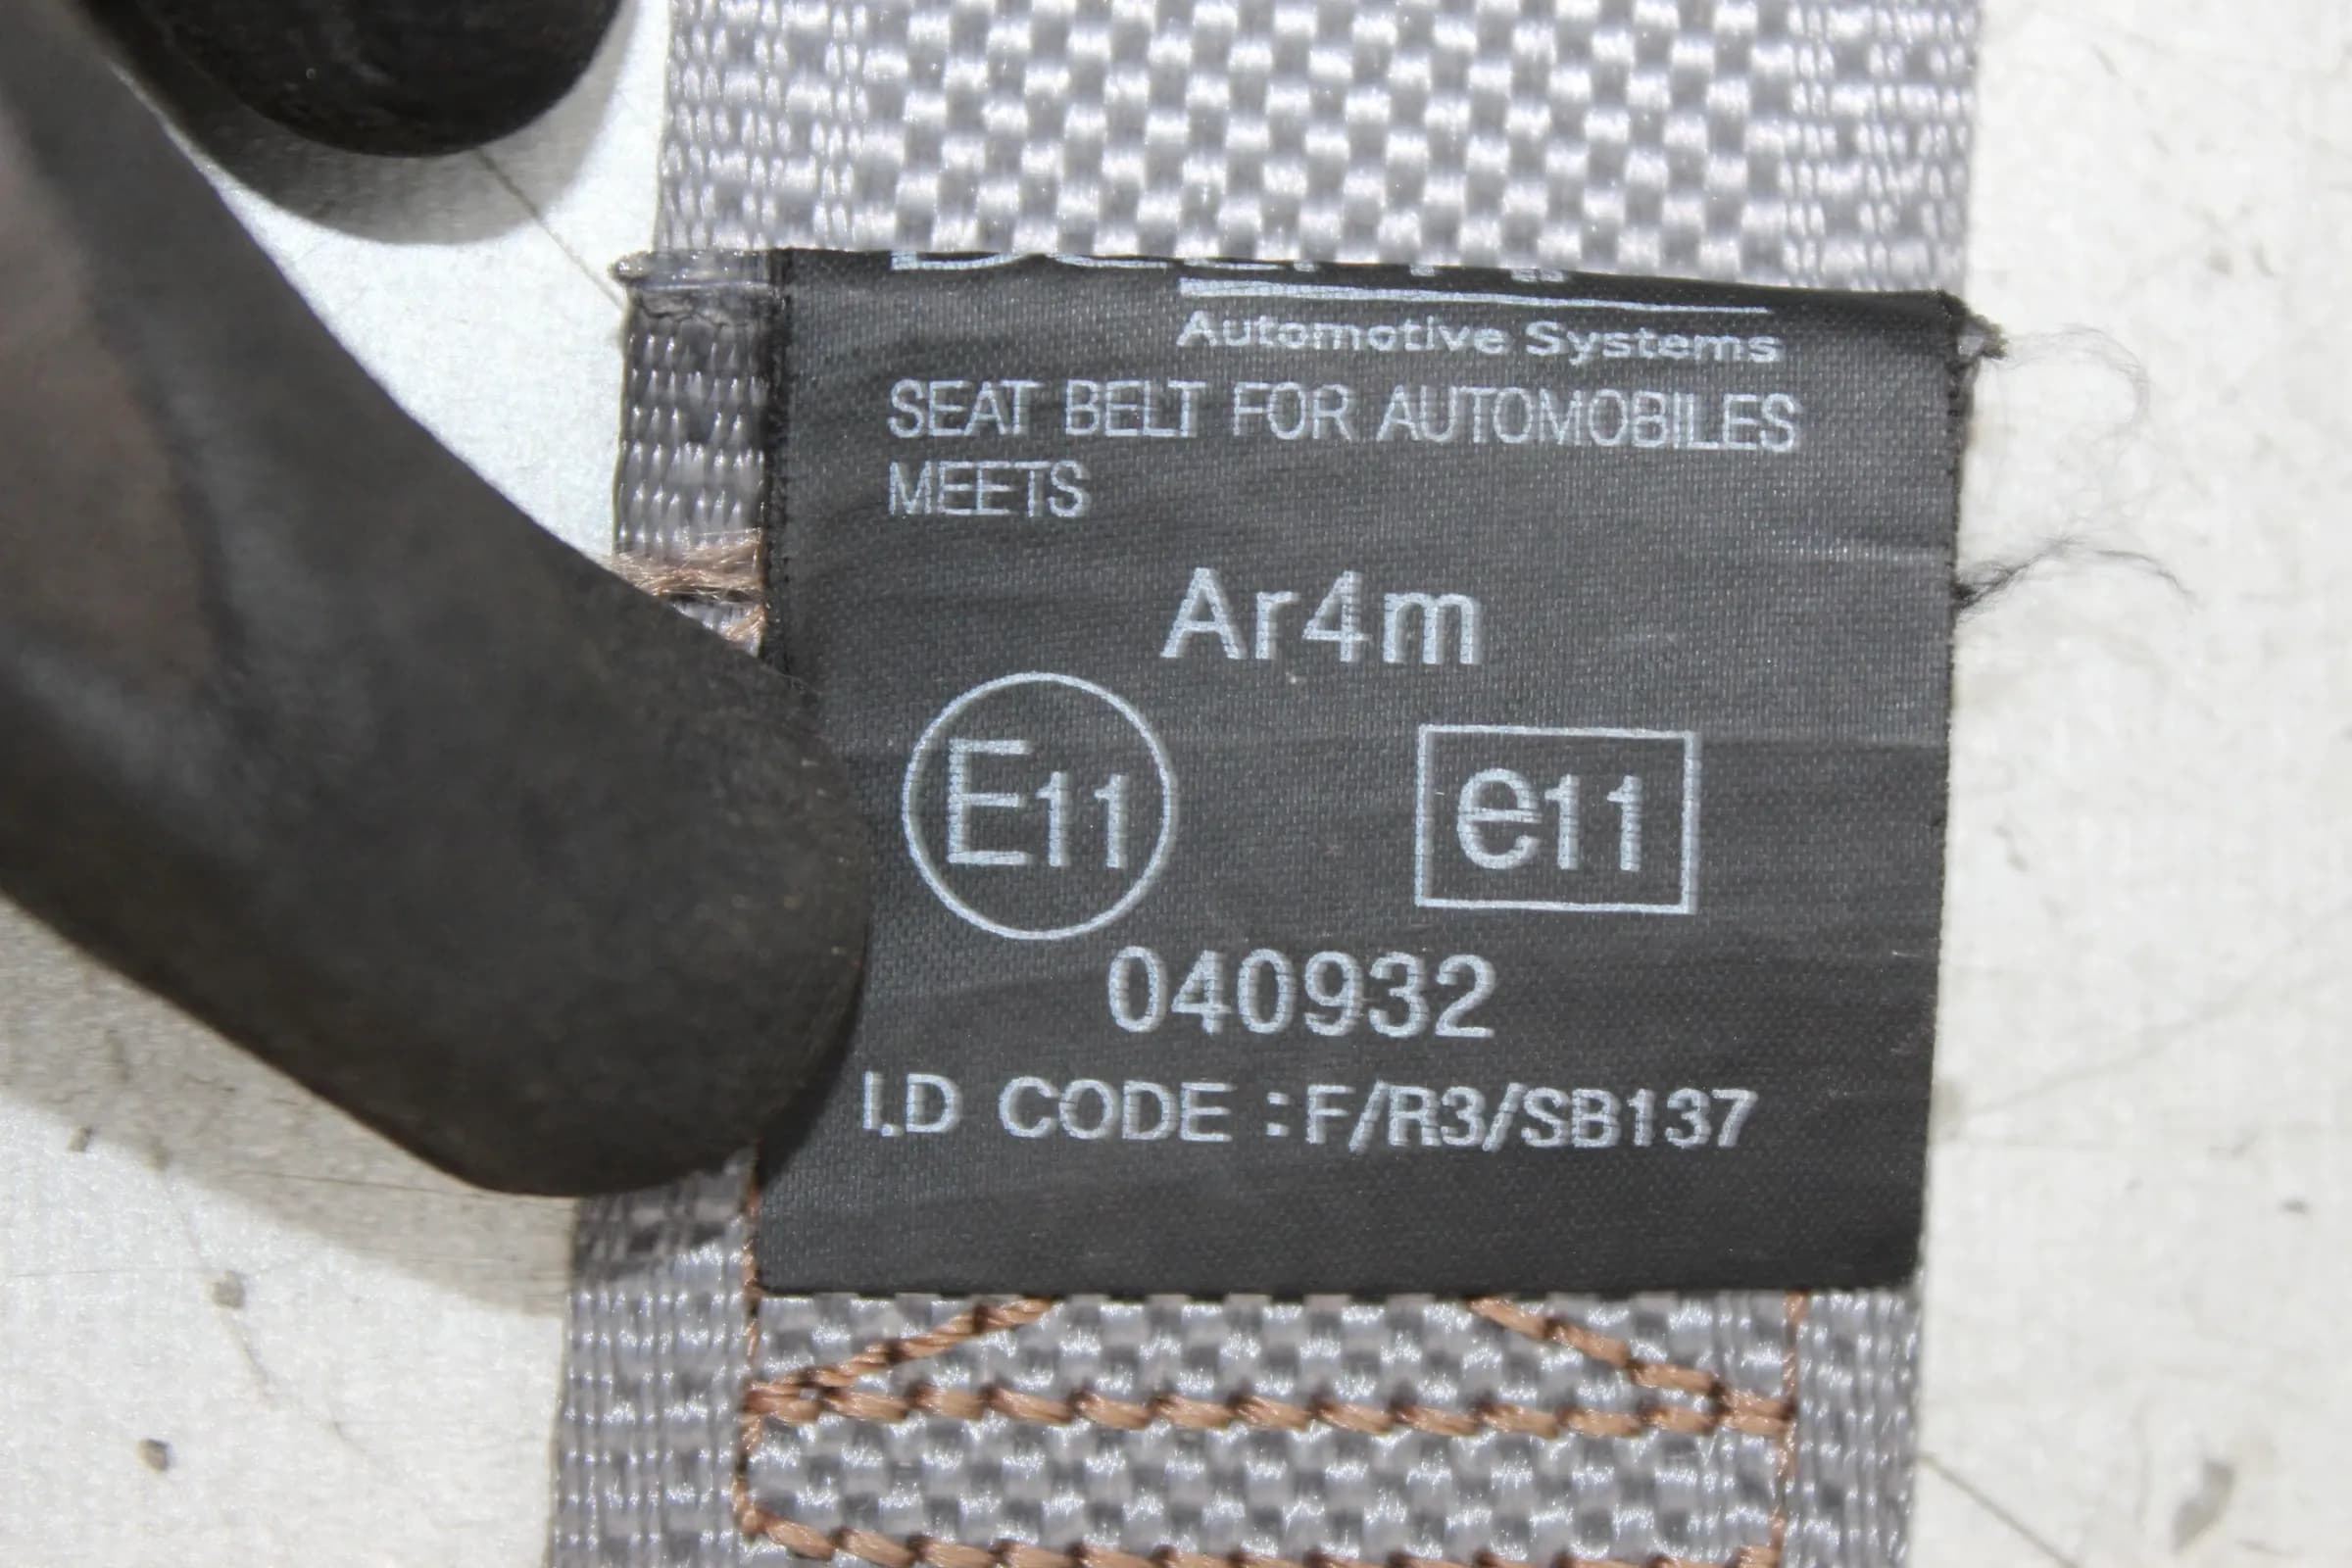 Automotive Systems
SEAT BELT FOR AUTOMOBILES
MEETS
Ar4m
E11 e11
040932
I.D CODE :F/R3/SB137